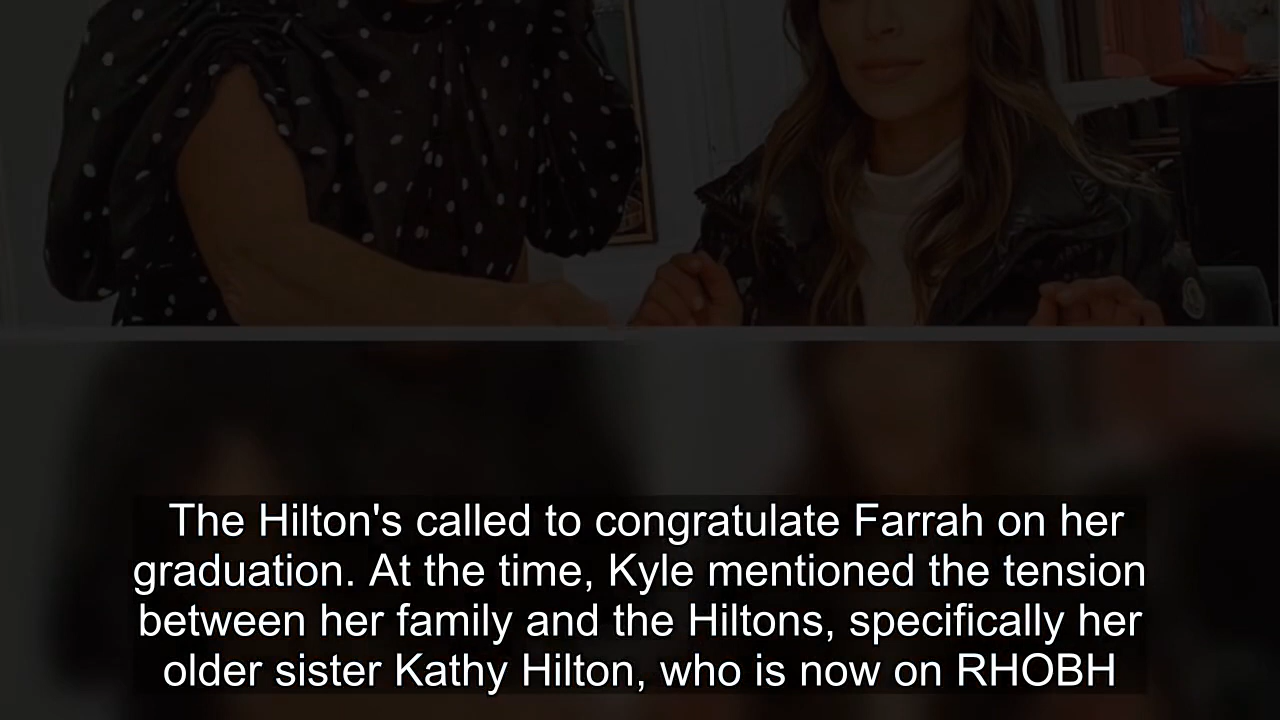 The Hilton's called to congratulate Farrah on her
graduation. At the time, Kyle mentioned the tension
between her family and the Hiltons, specifically her
older sister Kathy Hilton, who is now on RHOBH